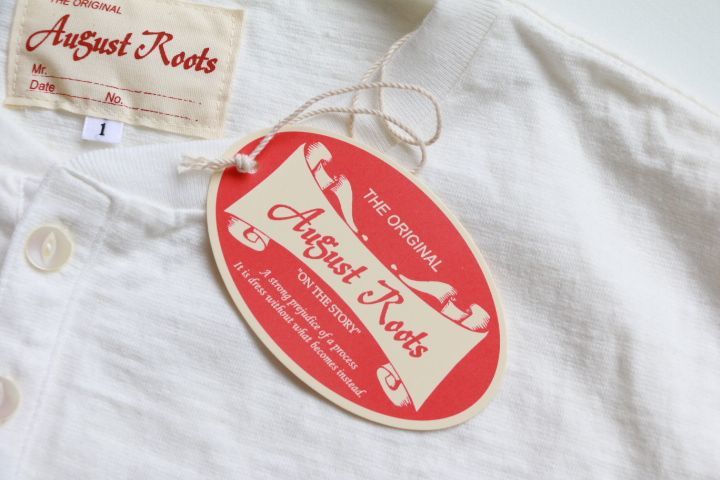 THE ORIGINAL
August Roots
Mr.
Date No.
1
THE ORIGINAL
August Roots
"ON THE STORY"
A strong prejudice of a process
It is dress without what becomes instead.